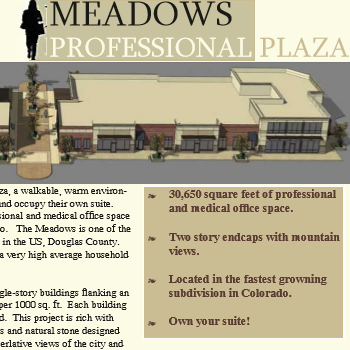 MEADOWS
PROFESSIONAL PLAZA
za, a walkable, warm environ-
and occupy their own suite.
sional and medical office space
o. The Meadows is one of the
in the US, Douglas County.
a very high average household
gle-story buildings flanking an
per 1000 sq. ft. Each building
d. This project is rich with
s and natural stone designed
erlative views of the city and
30,650 square feet of professional
and medical office space.
Two story endcaps with mountain
views.
Located in the fastest growning
subdivision in Colorado.
Own your suite!